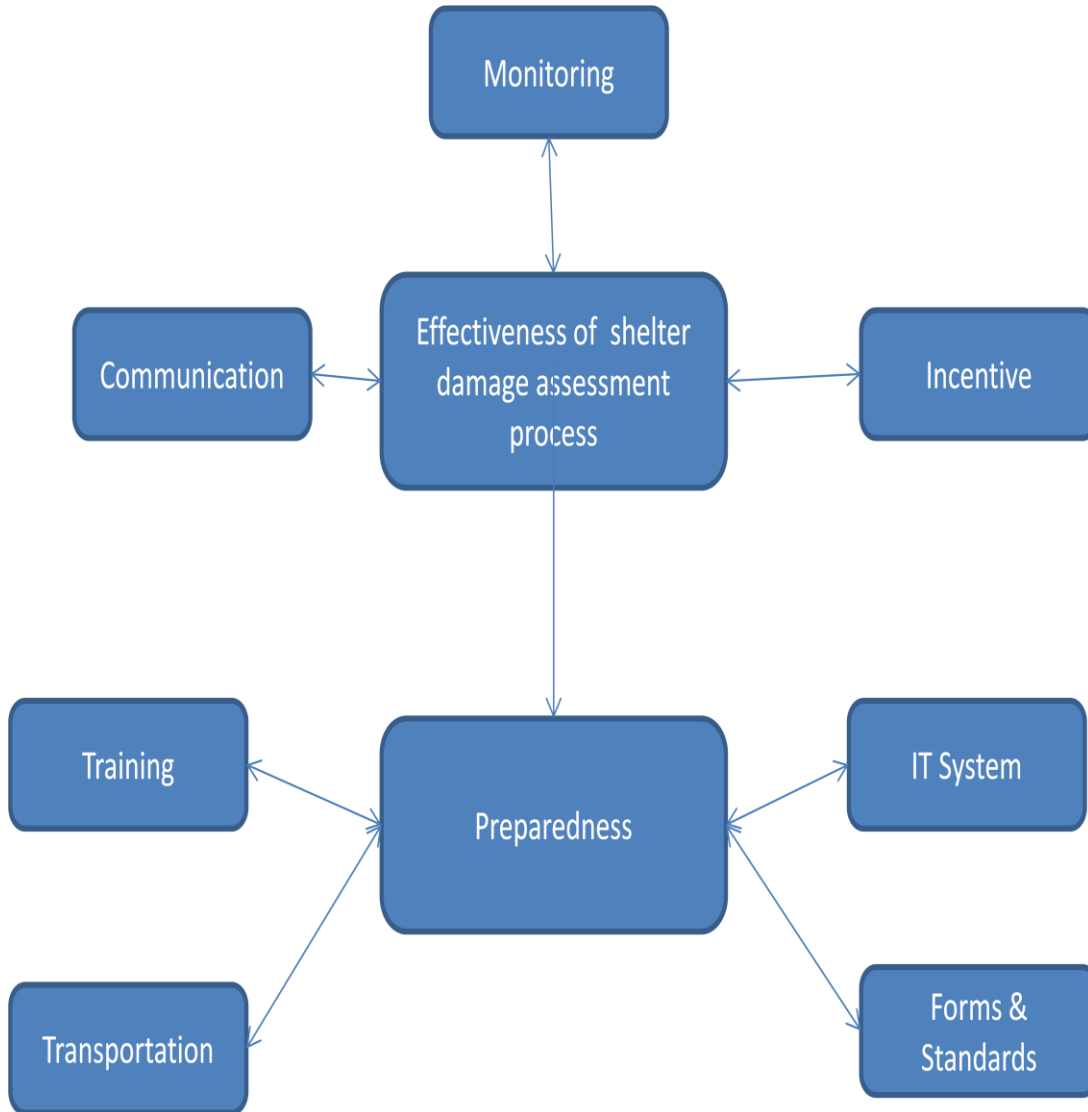 Monitoring
Communication
Effectiveness of shelter
damage assessment
process
Incentive
Training
Preparedness
IT System
Transportation
Forms &
Standards